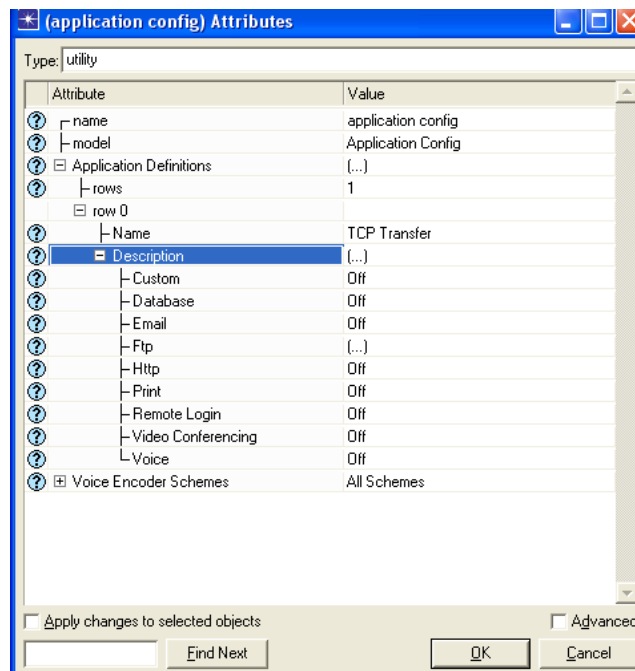 (application config) Attributes
Type: utility
Attribute Value
name application config
model Application Config
Application Definitions (...)
rows 1
row 0
Name TCP Transfer
Description (...)
Custom Off
Database Off
Email Off
Ftp (...)
Http Off
Print Off
Remote Login Off
Video Conferencing Off
Voice Off
Voice Encoder Schemes All Schemes
Apply changes to selected objects Advanced
Find Next OK Cancel